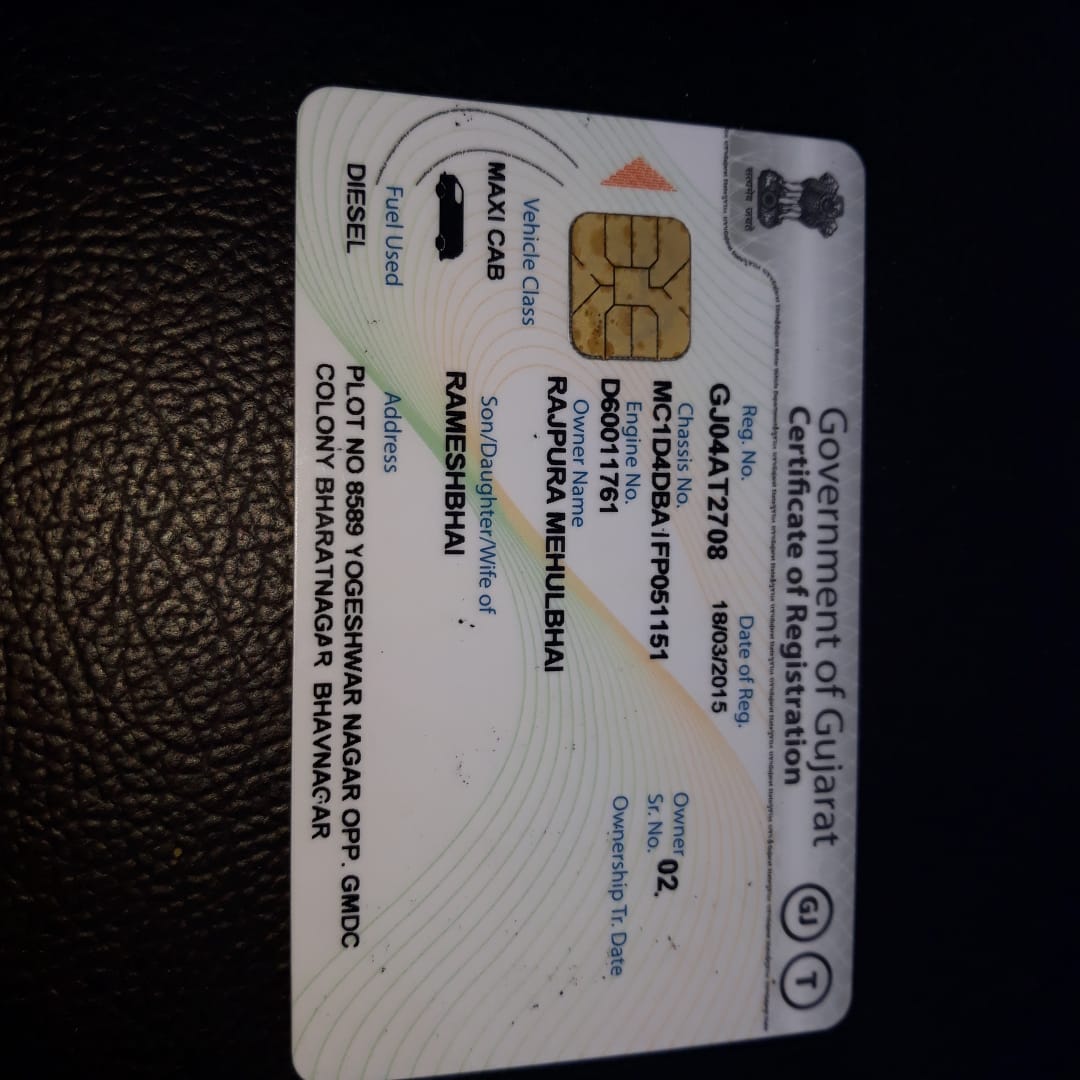 Government of Gujarat
Certificate of Registration
GJ T
सत्यमेव जयते
Reg. No. Date of Reg.
GJ04AT2708 18/03/2015
Chassis No.
MC1D4DBA1FP051151
Owner Sr. No. 02.
Engine No.
D60011761
Ownership Tr. Date
Owner Name
RAJPURA MEHULBHAI
Vehicle Class
MAXI CAB
Son/Daughter/Wife of
RAMESHBHAI
Fuel Used
DIESEL
Address
PLOT NO 8589 YOGESHWAR NAGAR OPP. GMDC
COLONY BHARATNAGAR BHAVNAGAR